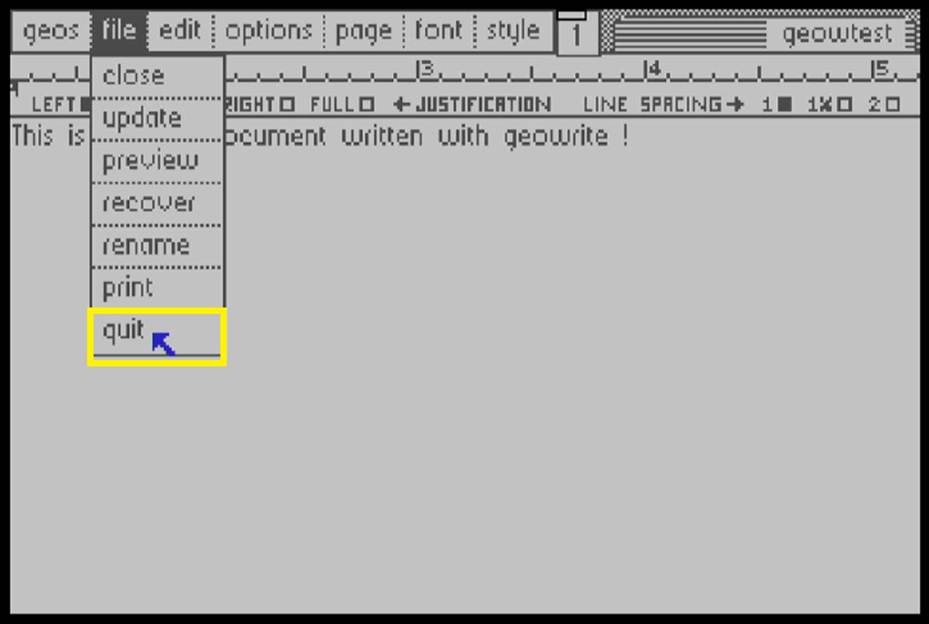 geos file edit options page font style 1 geowtest
3 4 5
close
LEFT RIGHT FULL ←JUSTIFICATION LINE SPACING→ 1 1½ 2
update
This is ocument written with geowrite !
preview
recover
rename
print
quit